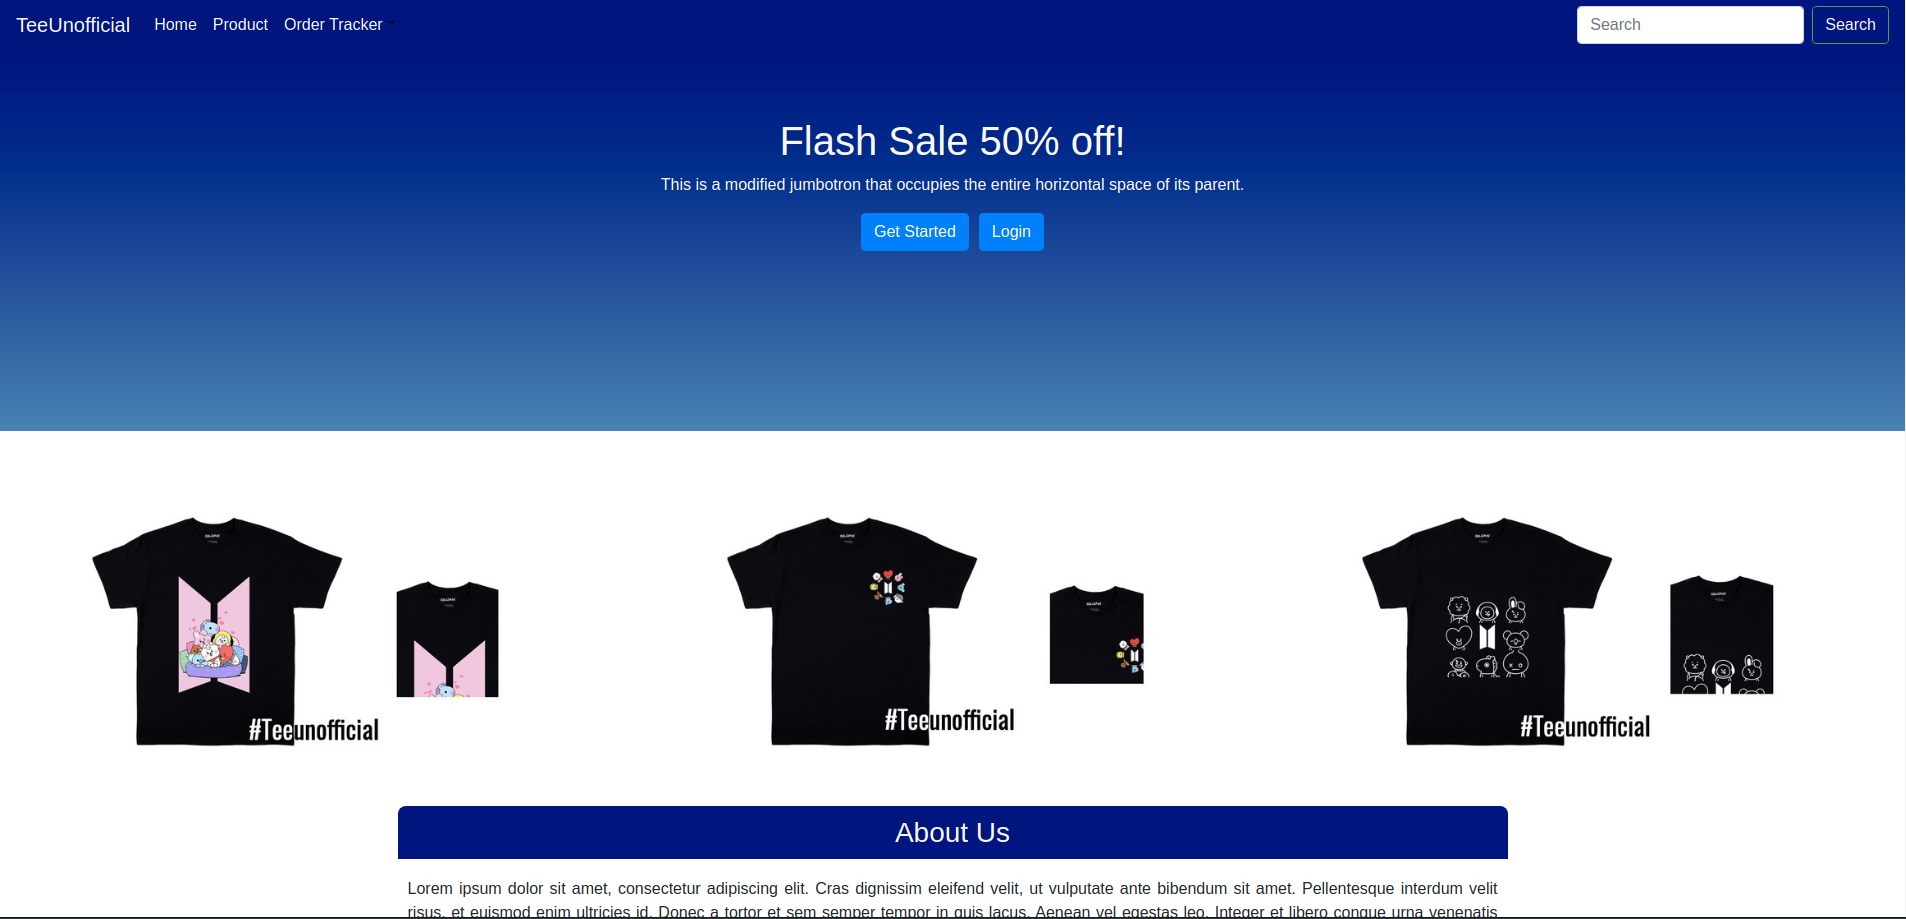 TeeUnofficial Home Product Order Tracker Search Search
Flash Sale 50% off!
This is a modified jumbotron that occupies the entire horizontal space of its parent.
Get Started Login
#Teeunofficial
#Teeunofficial
#Teeunofficial
About Us
Lorem ipsum dolor sit amet, consectetur adipiscing elit. Cras dignissim eleifend velit, ut vulputate ante bibendum sit amet. Pellentesque interdum velit
risus, et euismod enim ultricies id. Donec a tortor et sem semper tempor in quis lacus. Aenean vel egestas leo. Integer et libero congue urna venenatis